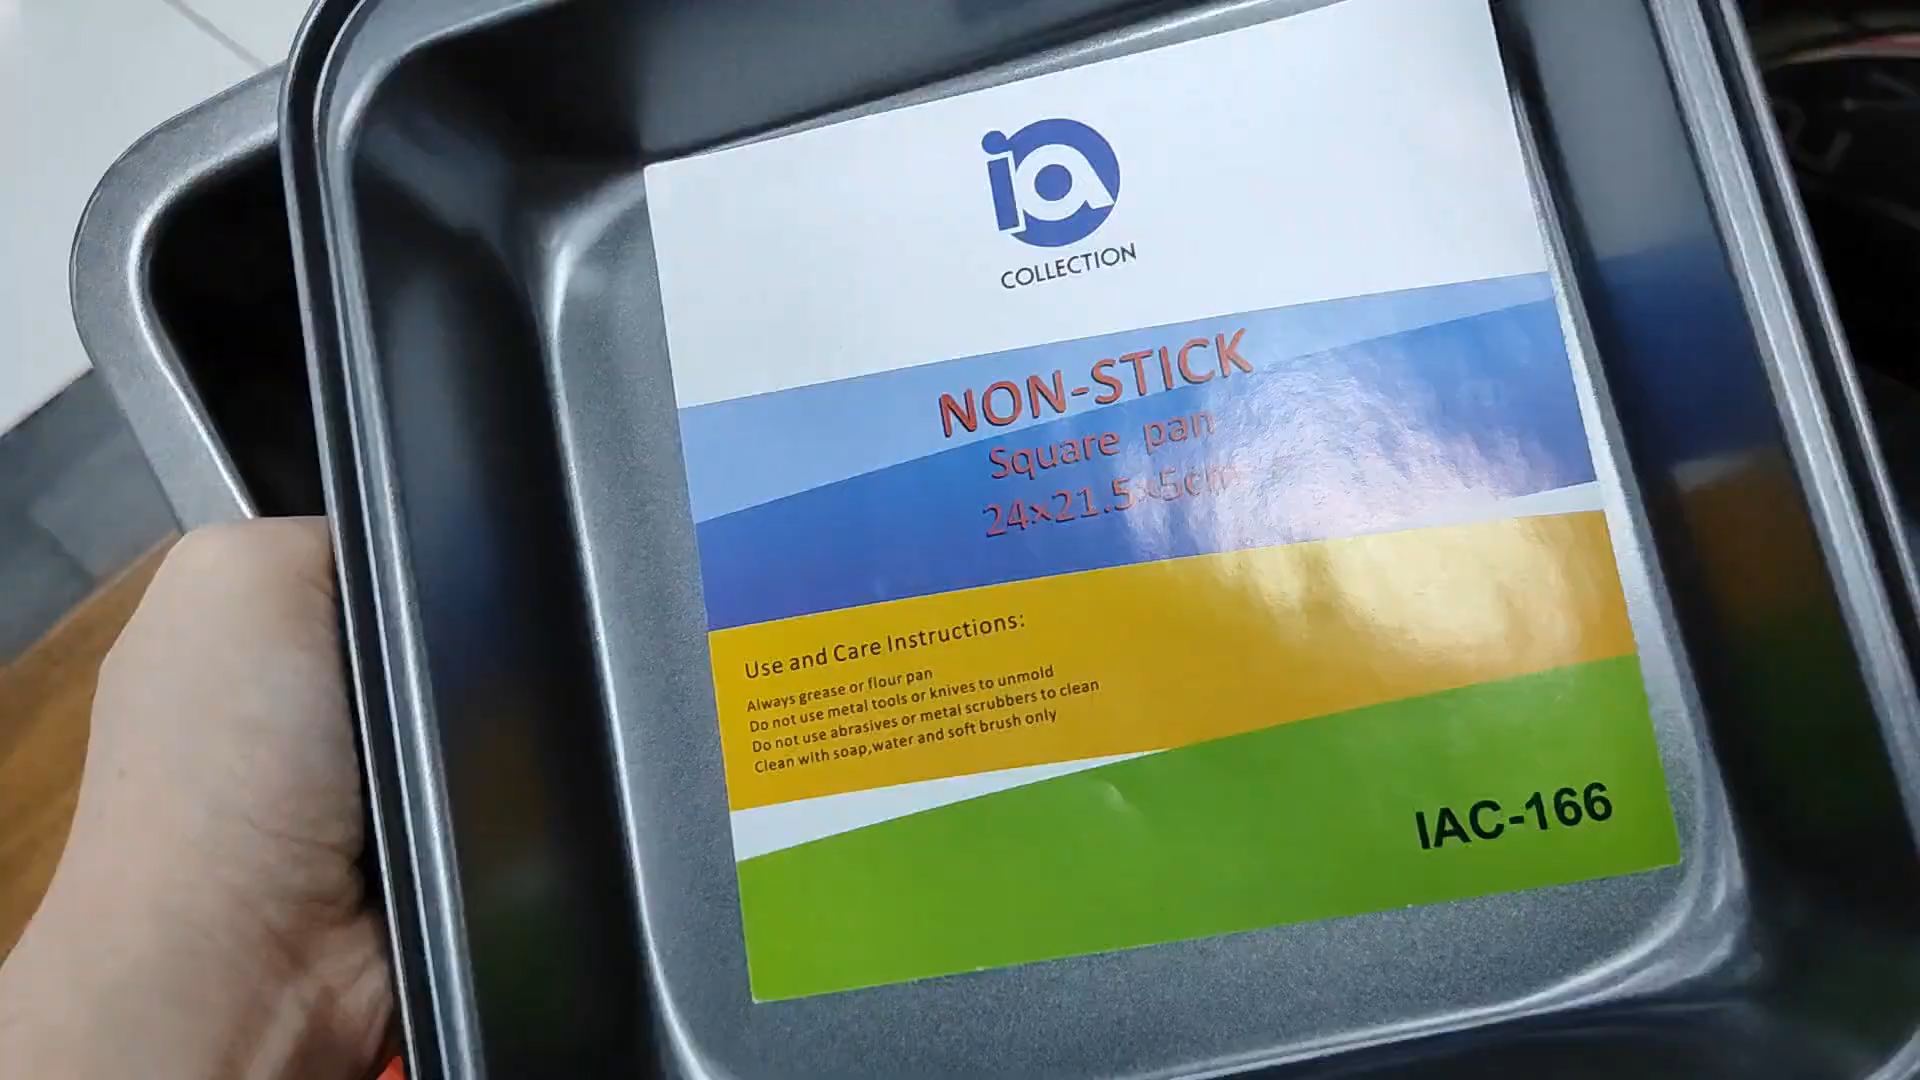 ia
COLLECTION
NON-STICK
Square pan
24×21.5×5cm
Use and Care Instructions:
Always grease or flour pan
Do not use metal tools or knives to unmold
Do not use abrasives or metal scrubbers to clean
Clean with soap,water and soft brush only
IAC-166